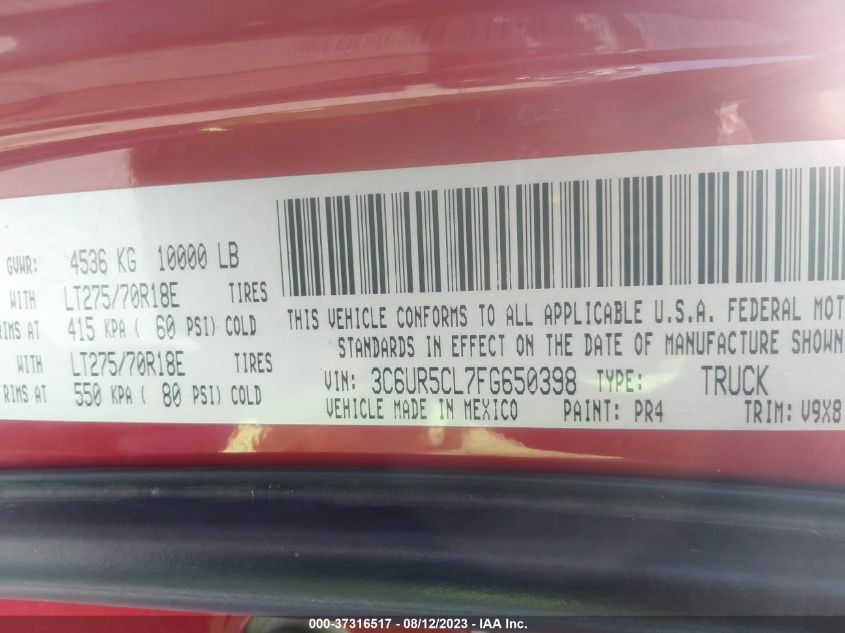 GVWR: 4536 KG 10000 LB
WITH LT275/70R18E TIRES
RIMS AT 415 KPA ( 60 PSI) COLD
WITH LT275/70R18E TIRES
RIMS AT 550 KPA ( 80 PSI) COLD
THIS VEHICLE CONFORMS TO ALL APPLICABLE U.S.A. FEDERAL MOT
STANDARDS IN EFFECT ON THE DATE OF MANUFACTURE SHOWN
VIN: 3C6UR5CL7FG650398 TYPE: TRUCK
VEHICLE MADE IN MEXICO PAINT: PR4 TRIM: V9X8
000-37316517 - 08/12/2023 - IAA Inc.